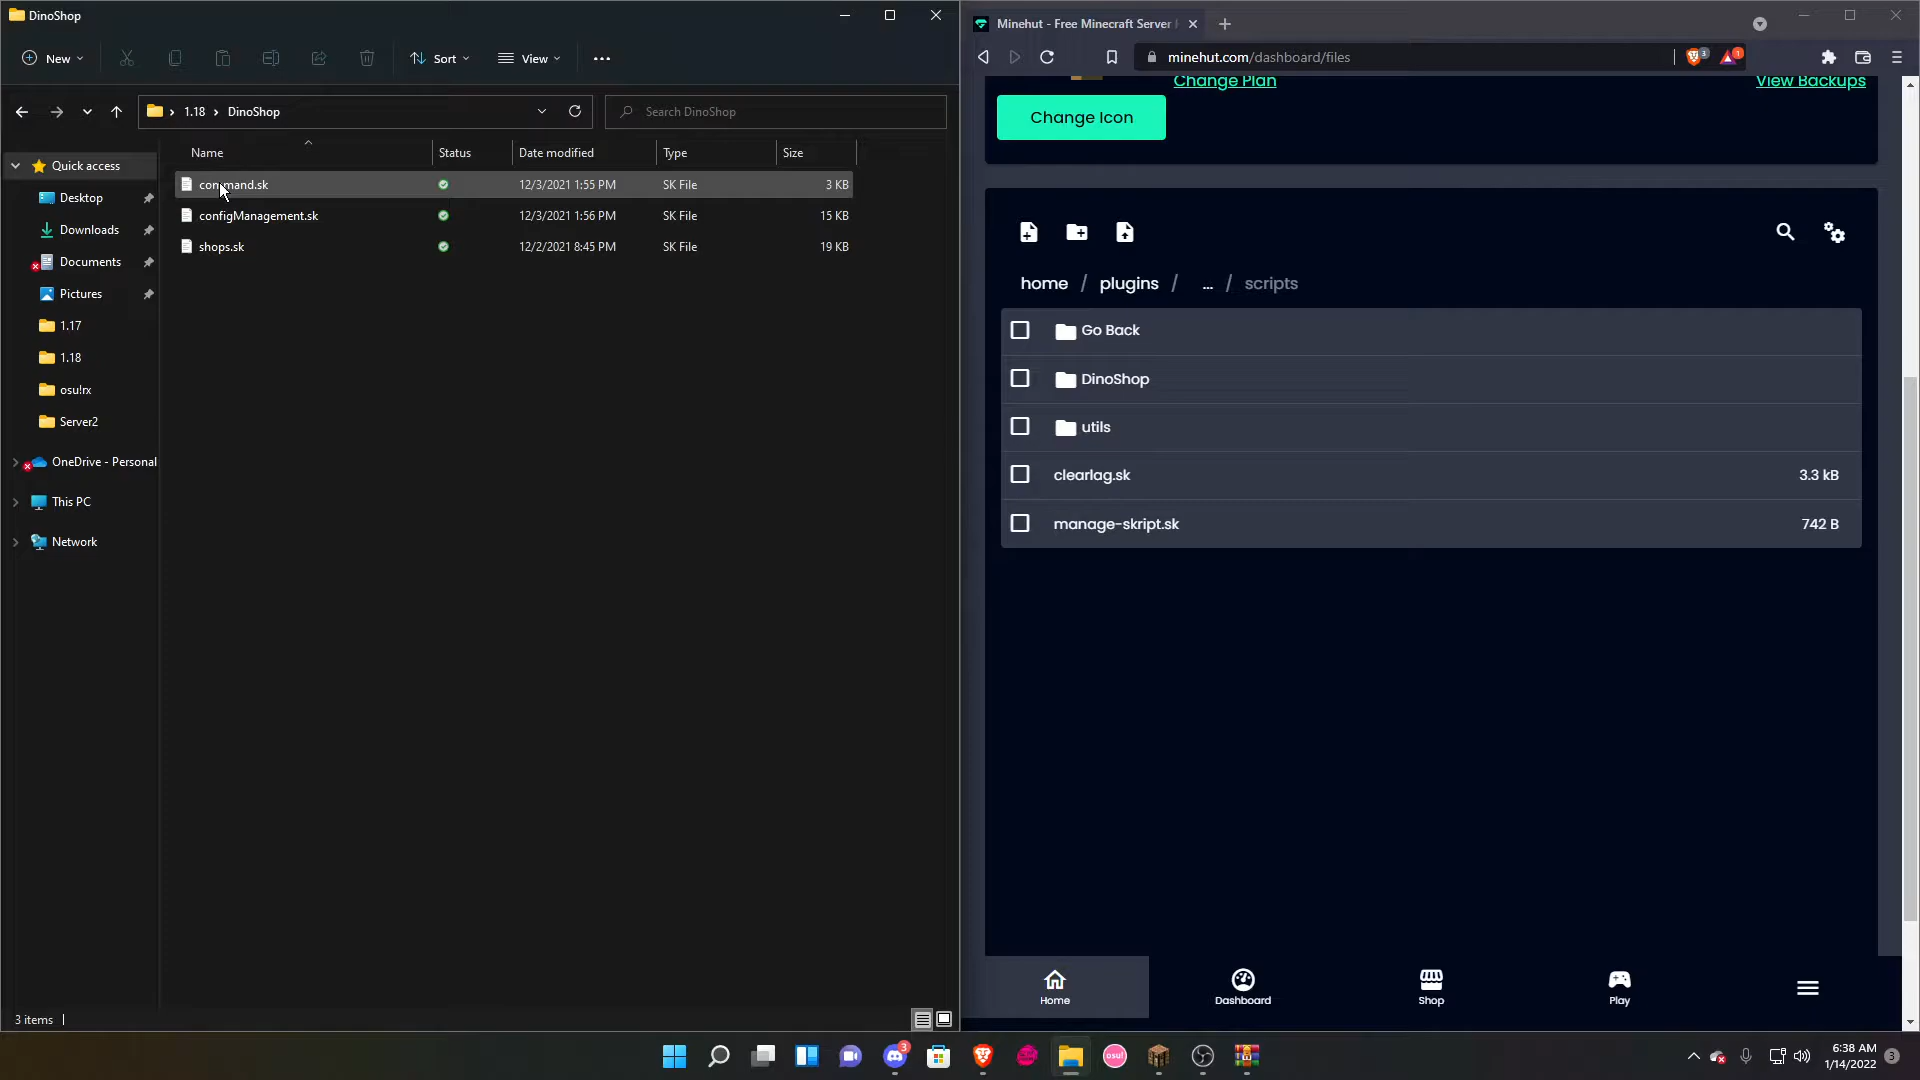 DinoShop
New
Sort
View
1.18 › DinoShop
Search DinoShop
Name
Status
Date modified
Type
Size
Quick access
Desktop
Downloads
Documents
Pictures
1.17
1.18
osu!rx
Server2
OneDrive - Personal
This PC
Network
command.sk 12/3/2021 1:55 PM SK File 3 KB
configManagement.sk 12/3/2021 1:56 PM SK File 15 KB
shops.sk 12/2/2021 8:45 PM SK File 19 KB
3 items
Minehut - Free Minecraft Server
minehut.com/dashboard/files
3
1
Change Plan
View Backups
Change Icon
home / plugins / ... / scripts
Go Back
DinoShop
utils
clearlag.sk 3.3 kB
manage-skript.sk 742 B
Home
Dashboard
Shop
Play
3
osu!
6:38 AM
1/14/2022
3